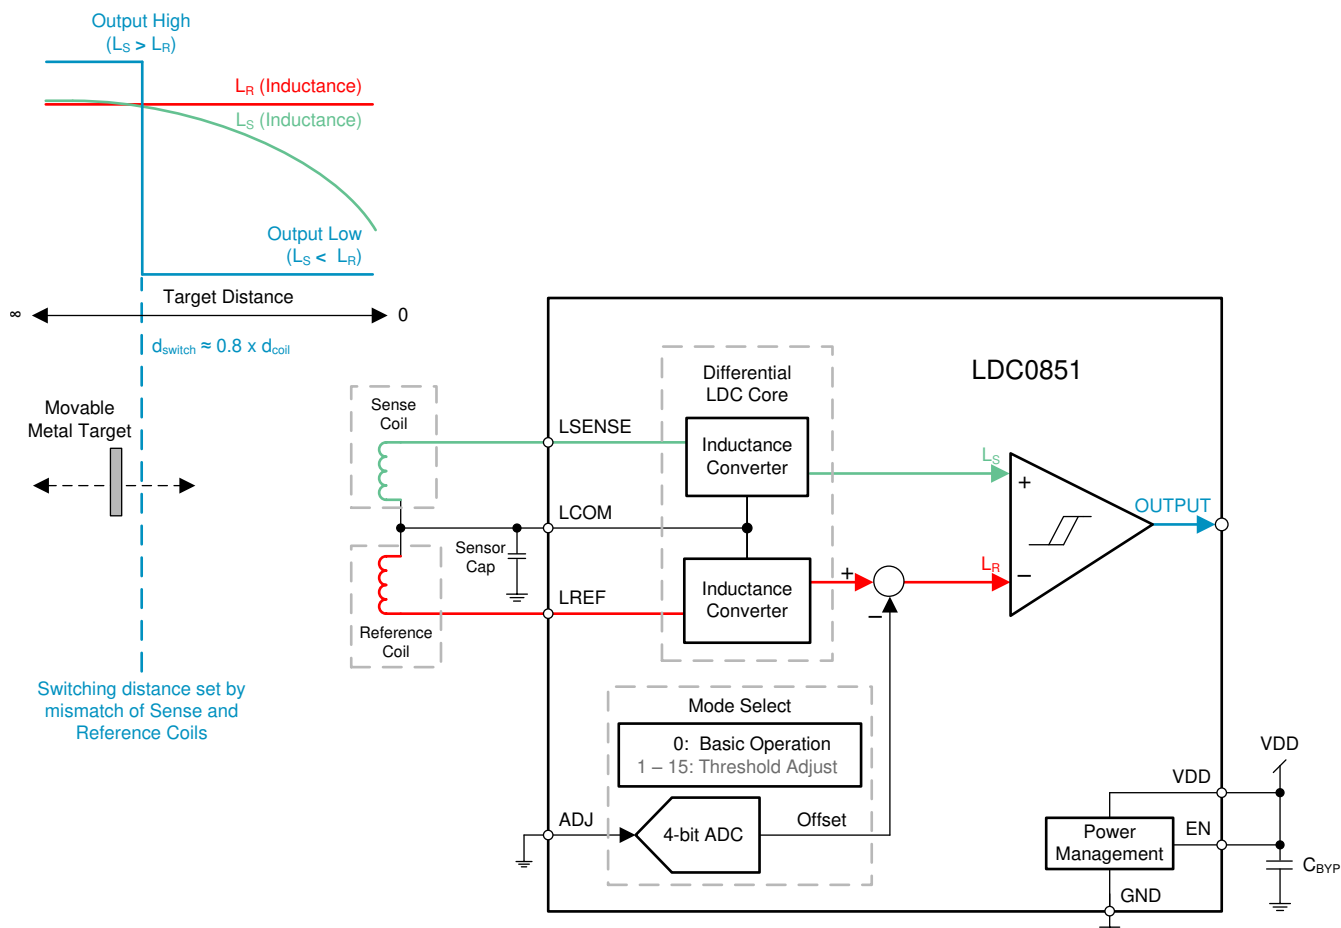 Output High
(LS > LR)
LR (Inductance)
LS (Inductance)
Output Low
(LS < LR)
∞
Target Distance
0
dswitch ≈ 0.8 x dcoil
Movable
Metal Target
Switching distance set by
mismatch of Sense and
Reference Coils
Sense
Coil
Reference
Coil
Sensor
Cap
LSENSE
LCOM
LREF
ADJ
Differential
LDC Core
Inductance
Converter
Inductance
Converter
LDC0851
LS
+
OUTPUT
LR
−
+
−
Mode Select
0: Basic Operation
1 – 15: Threshold Adjust
4-bit ADC
Offset
VDD
VDD
EN
Power
Management
CBYP
GND